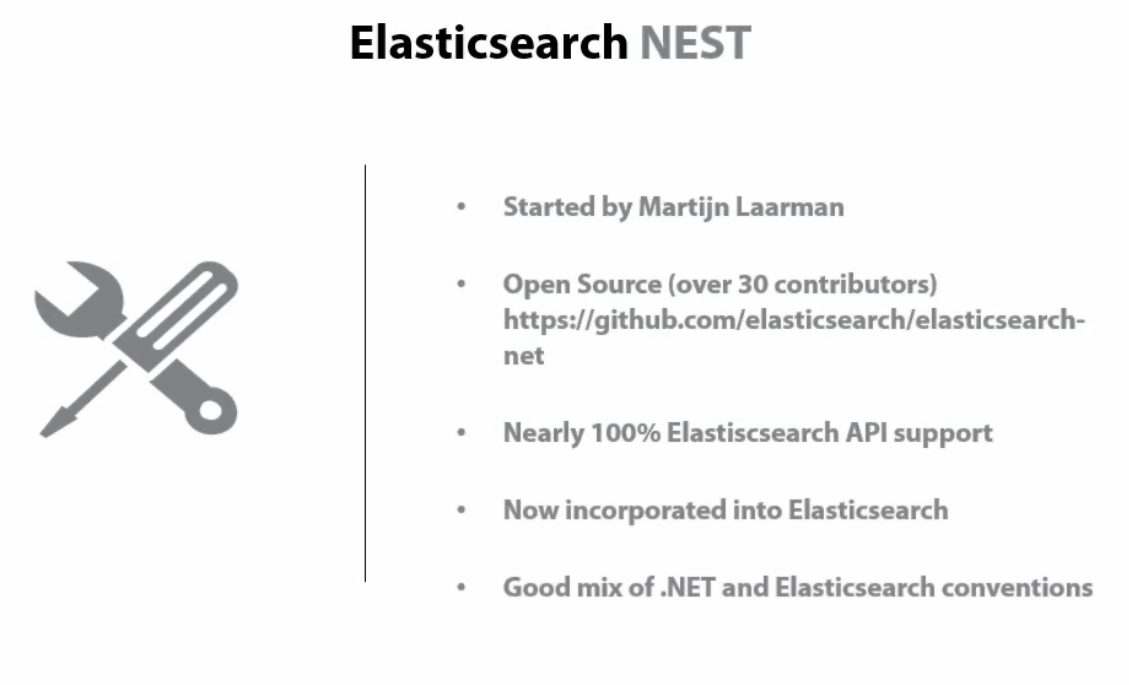 Elasticsearch NEST
• Started by Martijn Laarman
• Open Source (over 30 contributors)
https://github.com/elasticsearch/elasticsearch-
net
• Nearly 100% Elastiscsearch API support
• Now incorporated into Elasticsearch
• Good mix of .NET and Elasticsearch conventions